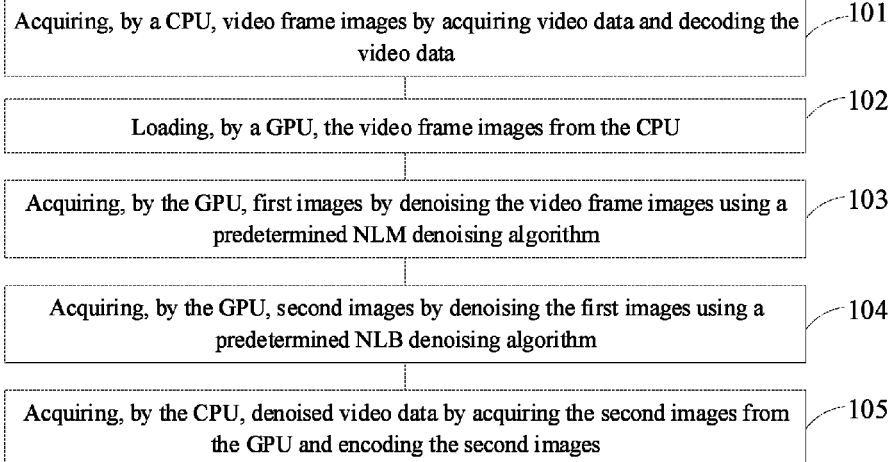 Acquiring, by a CPU, video frame images by acquiring video data and decoding the
video data
101
Loading, by a GPU, the video frame images from the CPU
102
Acquiring, by the GPU, first images by denoising the video frame images using a
predetermined NLM denoising algorithm
103
Acquiring, by the GPU, second images by denoising the first images using a
predetermined NLB denoising algorithm
104
Acquiring, by the CPU, denoised video data by acquiring the second images from
the GPU and encoding the second images
105